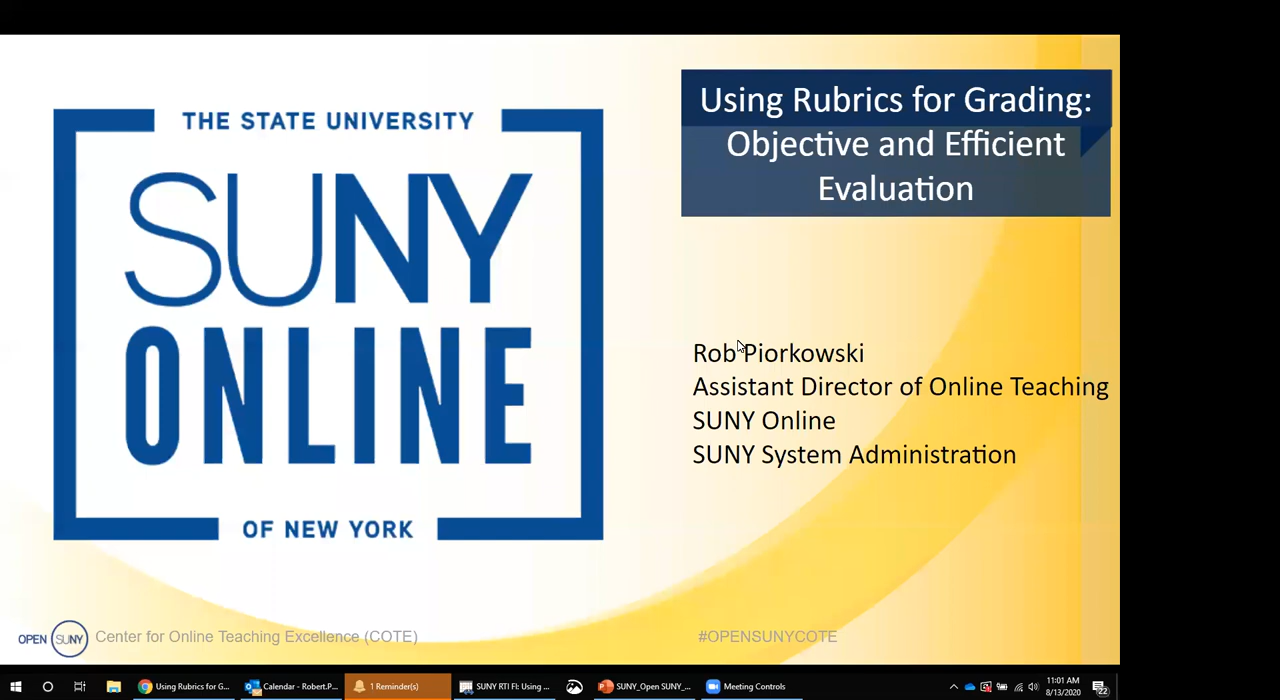 THE STATE UNIVERSITY
SUNY
ONLINE
OF NEW YORK
Using Rubrics for Grading:
Objective and Efficient
Evaluation
Rob Piorkowski
Assistant Director of Online Teaching
SUNY Online
SUNY System Administration
OPEN SUNY Center for Online Teaching Excellence (COTE)
#OPENSUNYCOTE
Using Rubrics for G...
Calendar - Robert.P...
1 Reminder(s)
SUNY RTI FI: Using ...
SUNY_Open SUNY_...
Meeting Controls
11:01 AM
8/13/2020
22